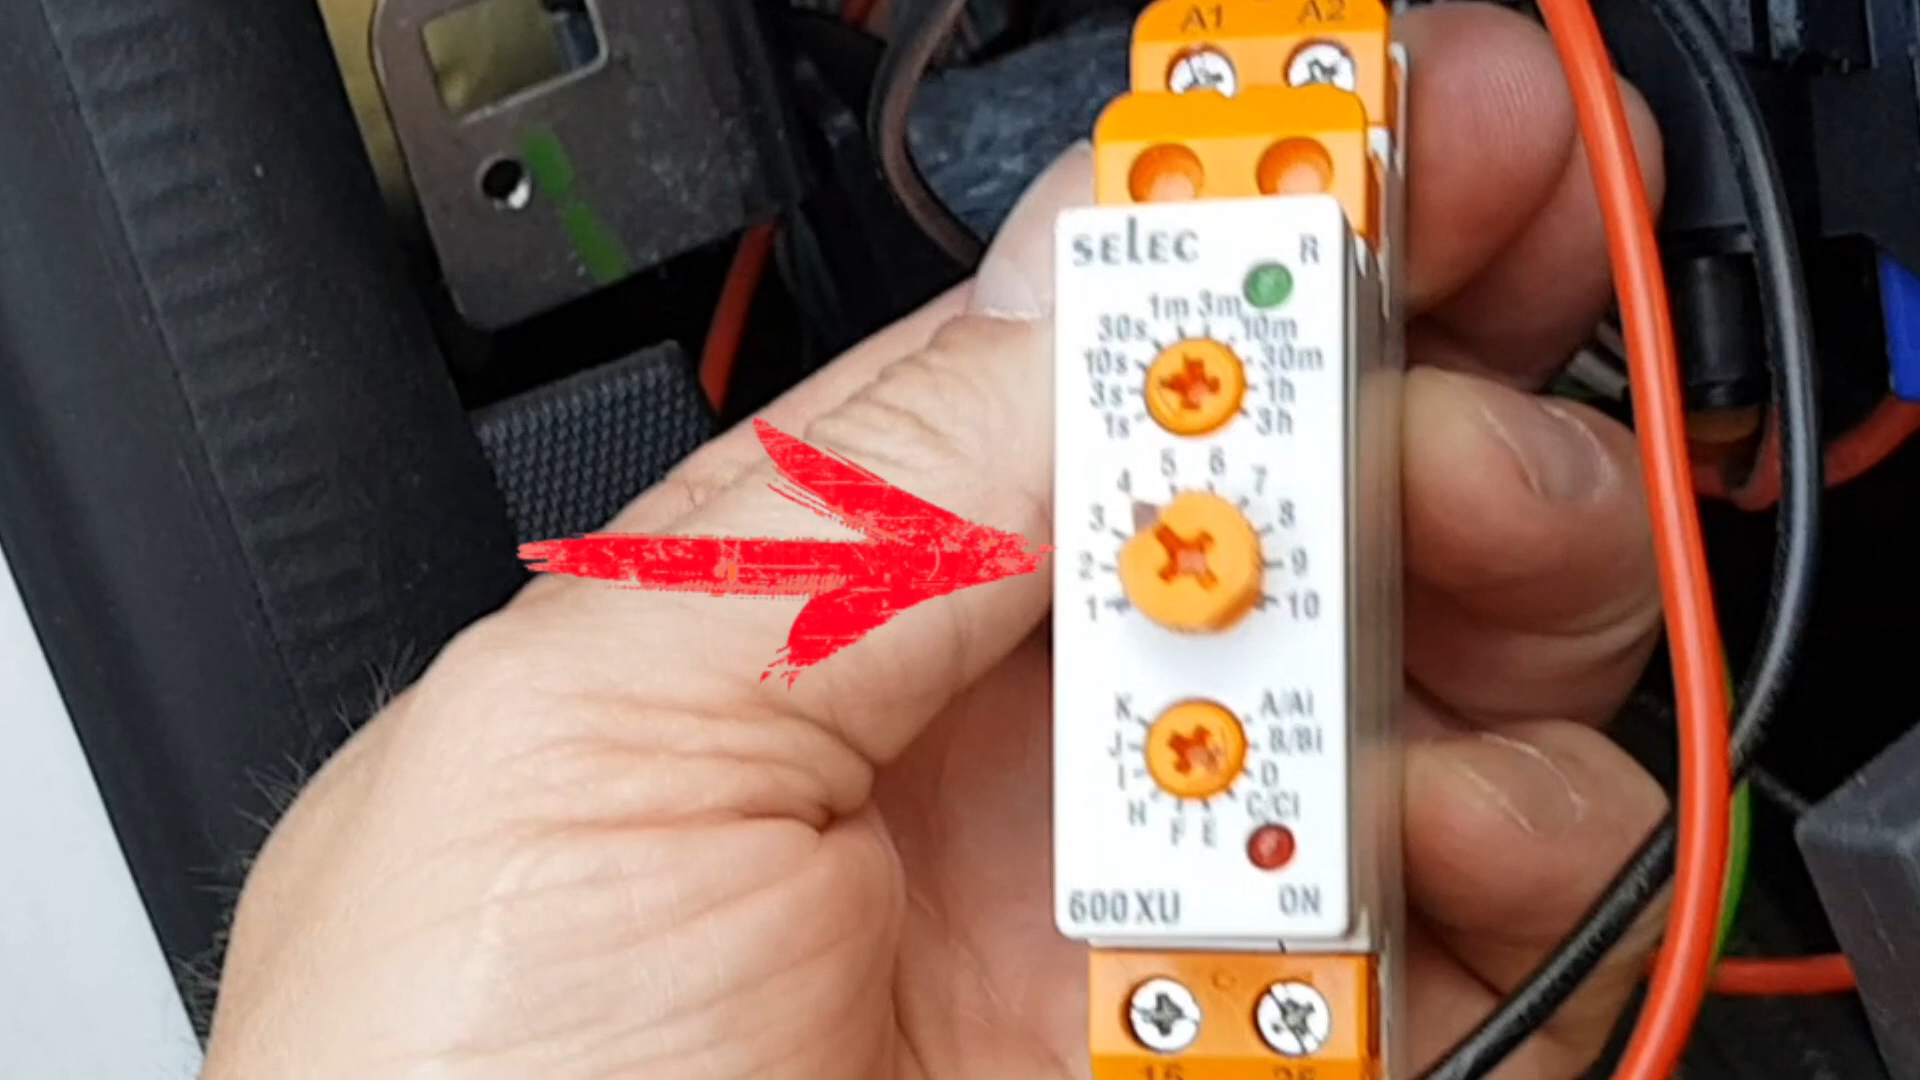 A1 A2
SELEC R
1m 3m
30s 10m
10s 30m
3s 1h
1s 3h
5 6
4 7
3 8
2 9
1 10
K A/Ai
J B/Bi
I D
H C/Ci
F E
600XU ON